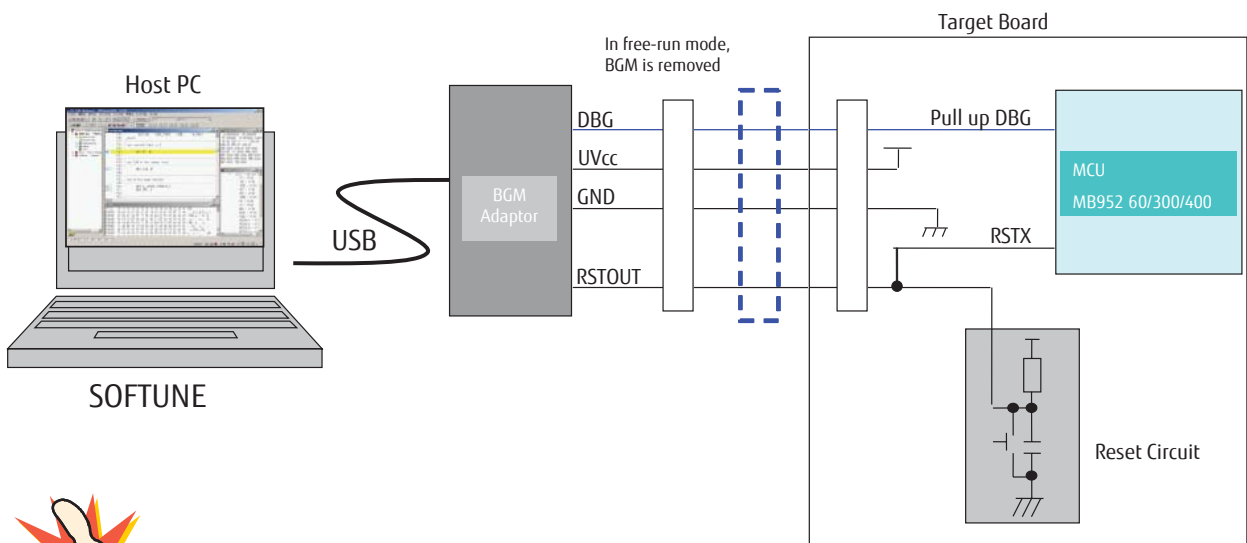 Target Board
In free-run mode,
BGM is removed
Host PC
DBG
Pull up DBG
UVcc
MCU
MB952 60/300/400
BGM
Adaptor
GND
USB
RSTX
RSTOUT
SOFTUNE
Reset Circuit